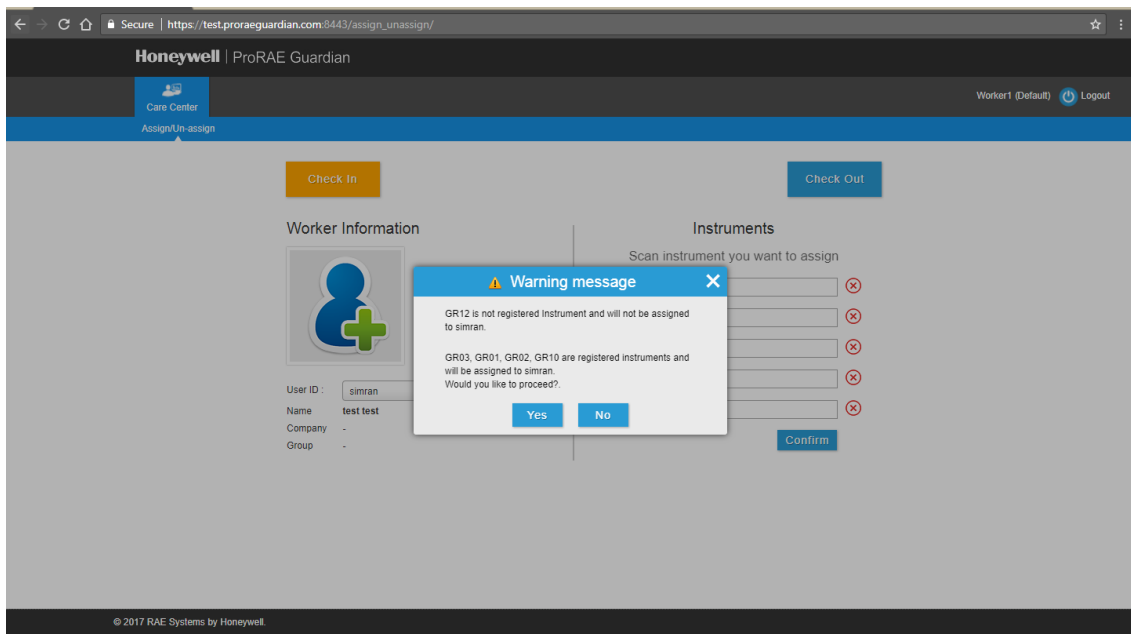 Secure | https://test.proraeguardian.com:8443/assign_unassign/
Honeywell | ProRAE Guardian
Care Center
Worker1 (Default) Logout
Assign/Un-assign
Check In
Check Out
Worker Information
Instruments
Scan instrument you want to assign
Warning message
GR12 is not registered Instrument and will not be assigned
to simran.
GR03, GR01, GR02, GR10 are registered instruments and
will be assigned to simran.
Would you like to proceed?.
Yes No
User ID : simran
Name test test
Company -
Group -
Confirm
© 2017 RAE Systems by Honeywell.